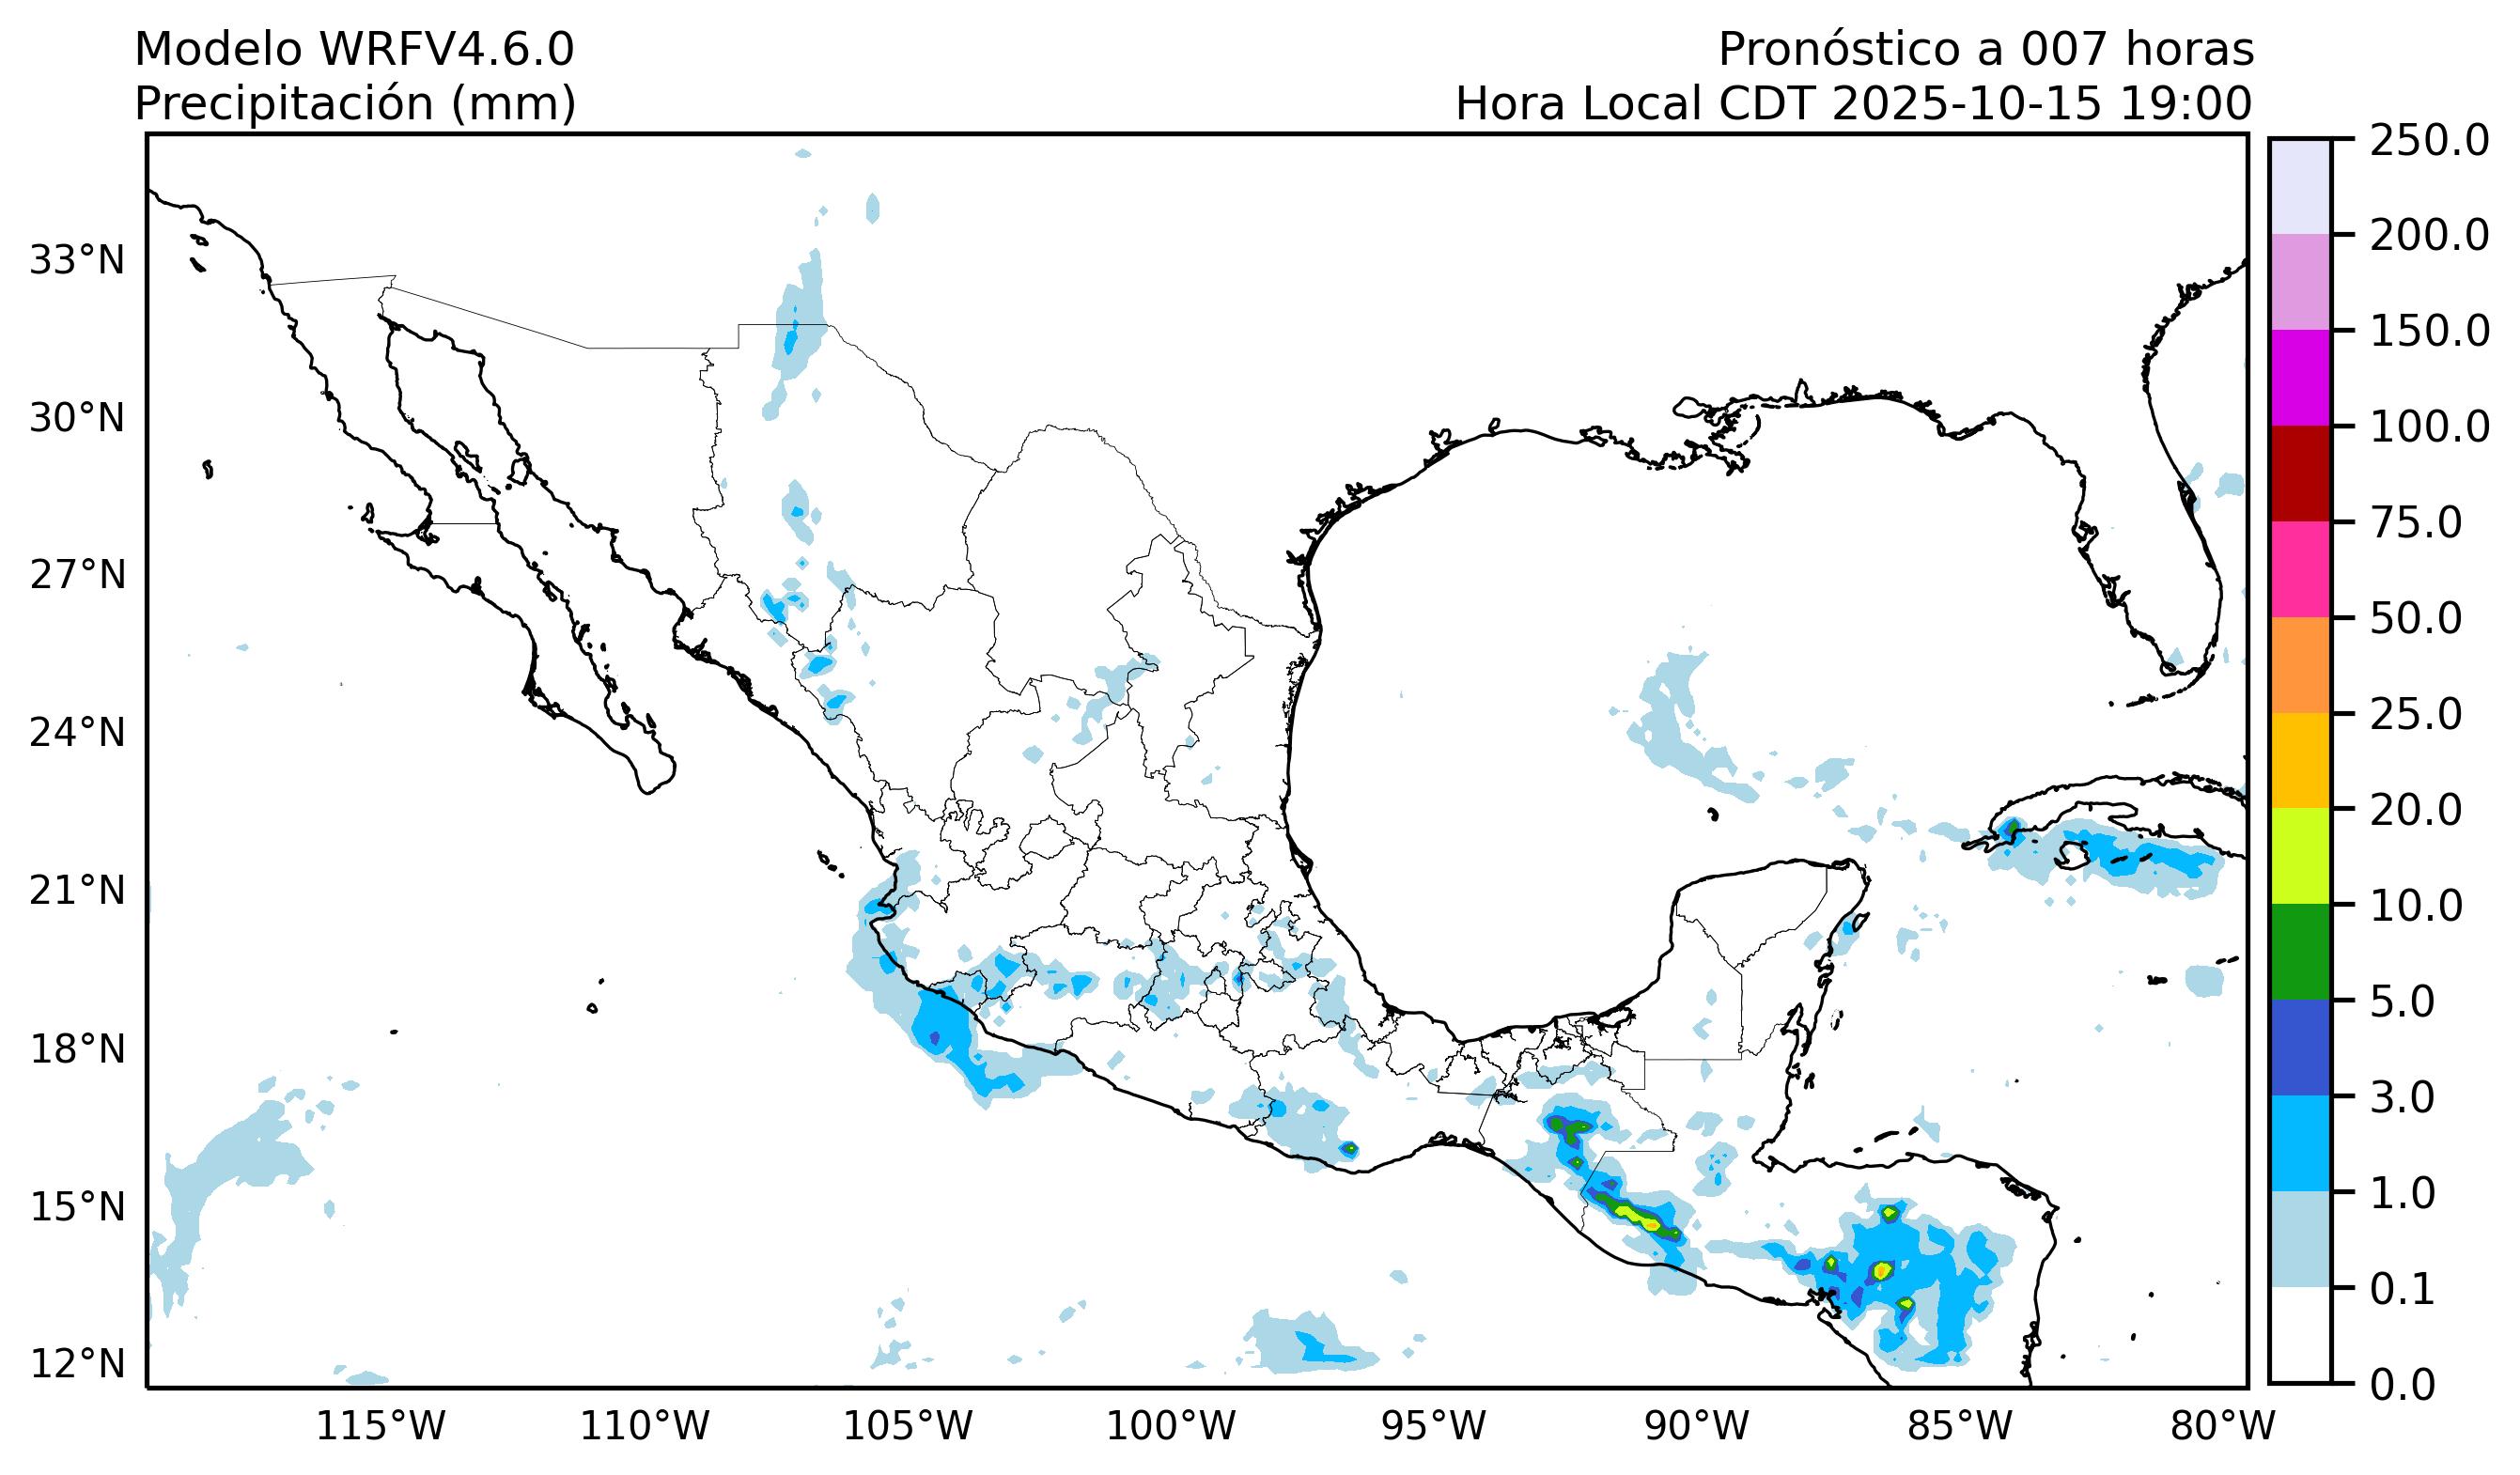 Modelo WRFV4.6.0
Precipitación (mm)
Pronóstico a 007 horas
Hora Local CDT 2025-10-15 19:00
33°N
30°N
27°N
24°N
21°N
18°N
15°N
12°N
115°W
110°W
105°W
100°W
95°W
90°W
85°W
80°W
250.0
200.0
150.0
100.0
75.0
50.0
25.0
20.0
10.0
5.0
3.0
1.0
0.1
0.0